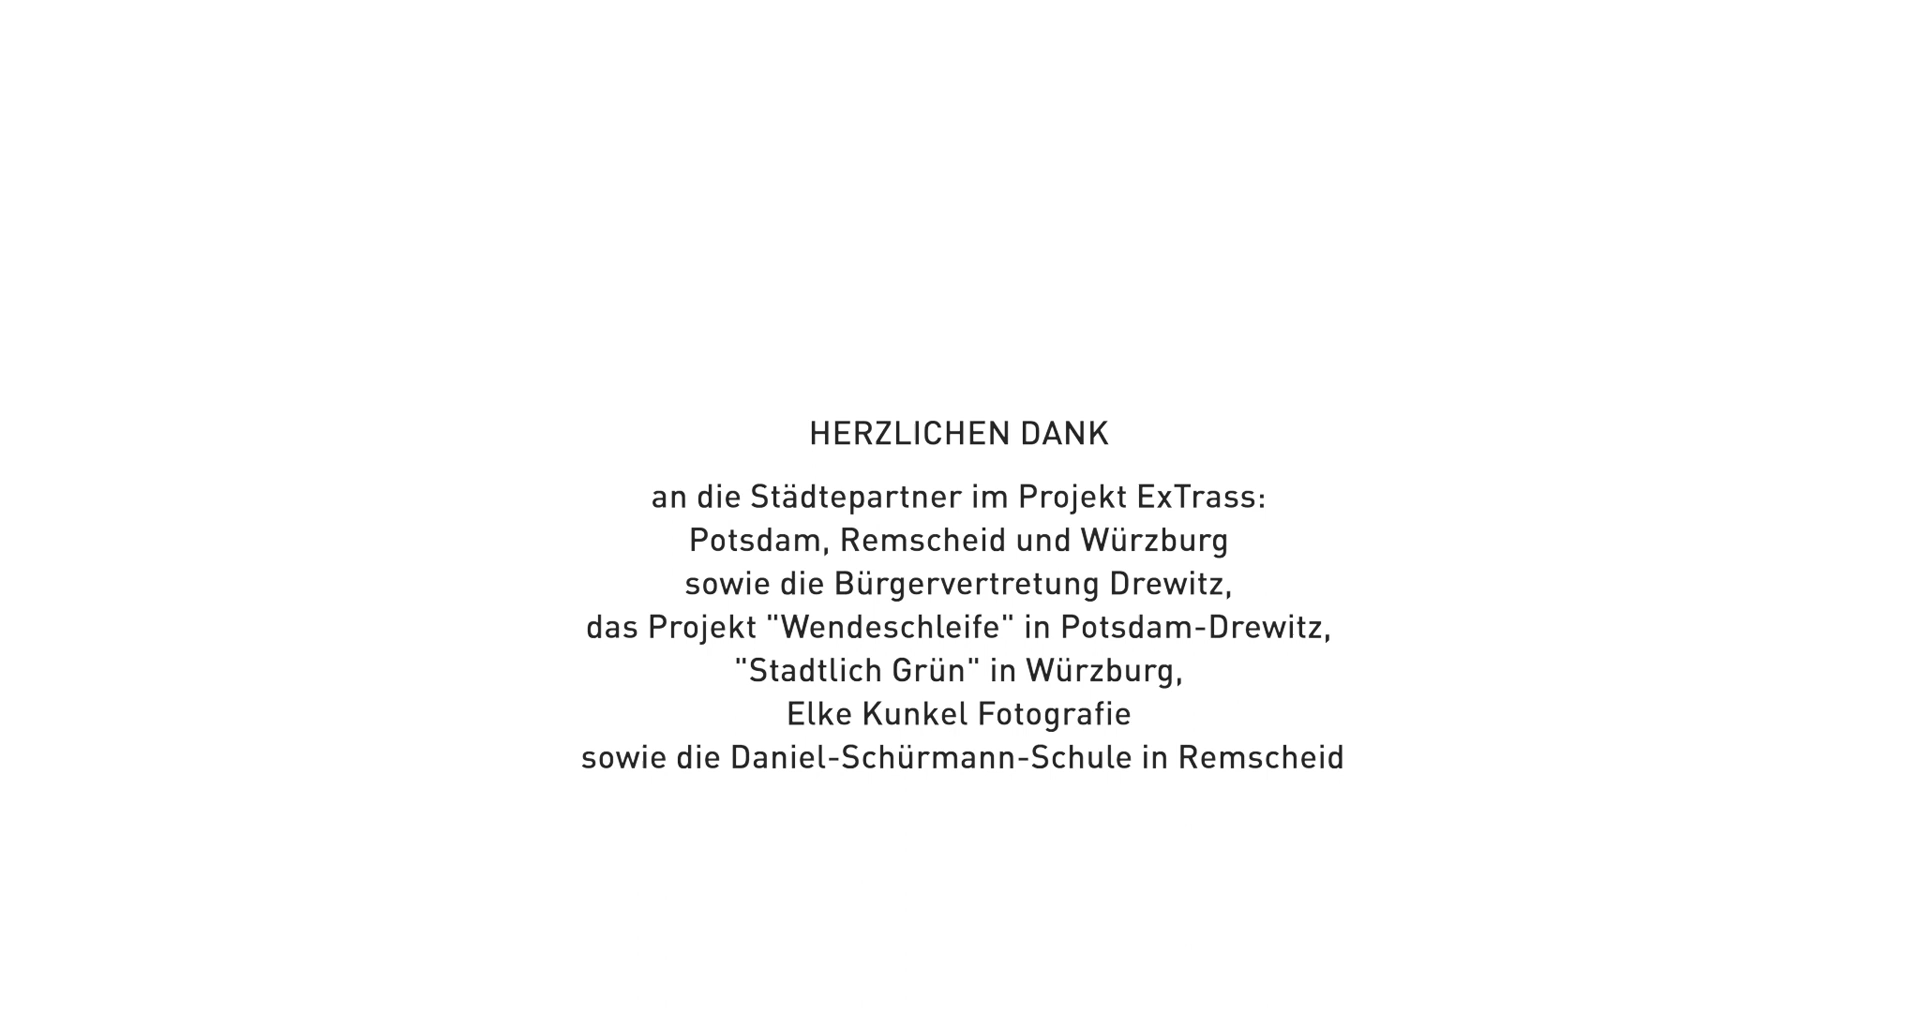 HERZLICHEN DANK
an die Städtepartner im Projekt ExTrass:
Potsdam, Remscheid und Würzburg
sowie die Bürgervertretung Drewitz,
das Projekt "Wendeschleife" in Potsdam-Drewitz,
"Stadtlich Grün" in Würzburg,
Elke Kunkel Fotografie
sowie die Daniel-Schürmann-Schule in Remscheid